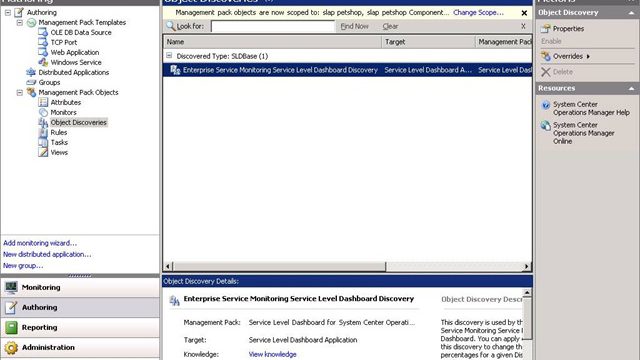 Authoring
Management Pack Templates
OLE DB Data Source
TCP Port
Web Application
Windows Service
Distributed Applications
Groups
Management Pack Objects
Attributes
Monitors
Object Discoveries
Rules
Tasks
Views
Add monitoring wizard...
New distributed application...
New group...
Monitoring
Authoring
Reporting
Administration
Management pack objects are now scoped to: slap petshop, slap petshop Component... Change Scope... x
Look for: Find Now Clear x
Name Target Management Pack
Discovered Type: SLDBase (1)
Enterprise Service Monitoring Service Level Dashboard Discovery Service Level Dashboard A... Service Level Dash
Object Discovery Details:
Enterprise Service Monitoring Service Level Dashboard Discovery
Management Pack: Service Level Dashboard for System Center Operati...
Target: Service Level Dashboard Application
Knowledge: View knowledge
Object Discovery Descr
This discovery is used by the
Service Monitoring Service Le
Dashboard. You can apply
this discovery to change the
percentages for a given Dis
Actions
Object Discovery
Properties
Enable
Overrides
Delete
Resources
System Center
Operations Manager Help
System Center
Operations Manager
Online